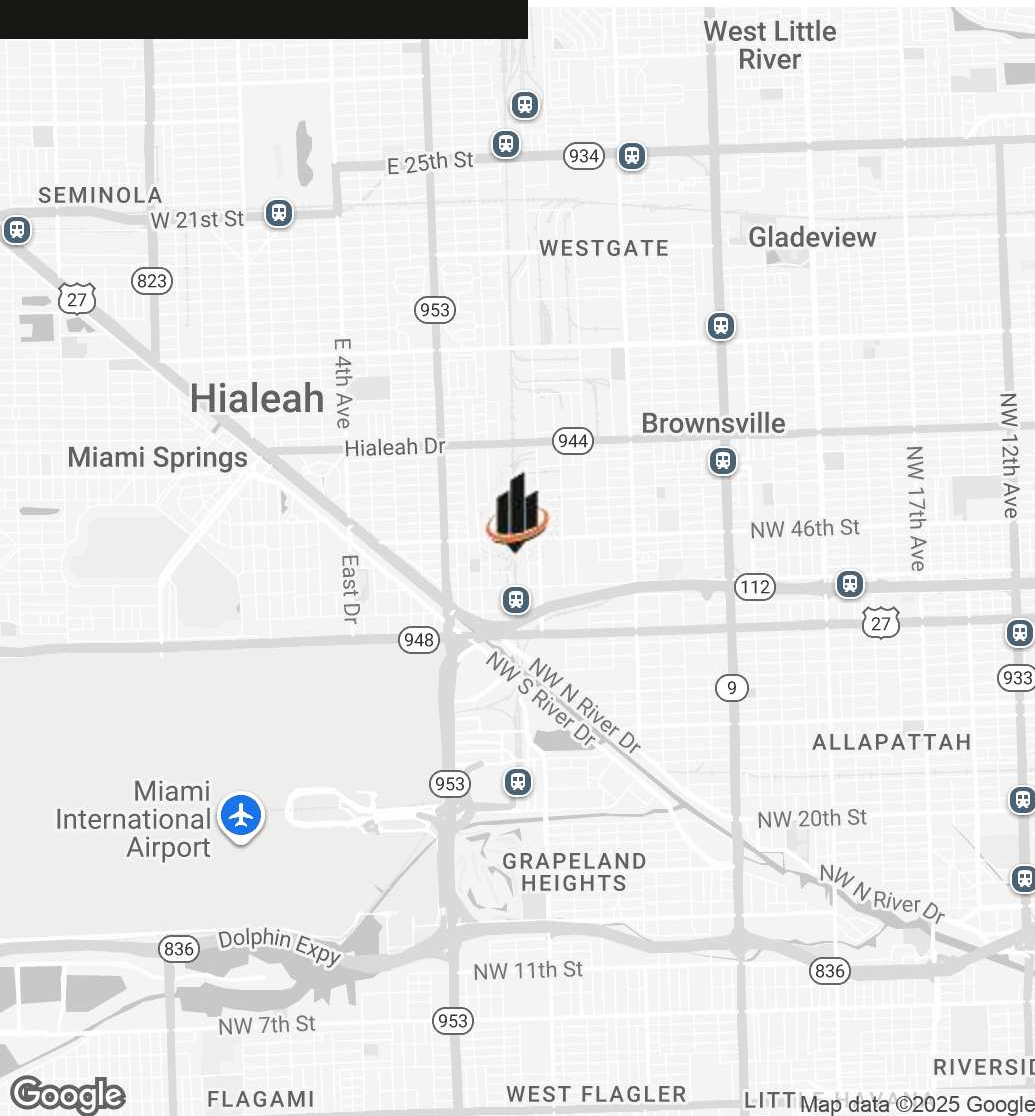 West Little
River
E 25th St
934
SEMINOLA
W 21st St
WESTGATE
Gladeview
823
27
953
E 4th Ave
Hialeah
NW 12th Ave
Brownsville
944
Hialeah Dr
Miami Springs
NW 17th Ave
NW 46th St
East Dr
112
27
948
NW N River Dr
NW S River Dr
933
9
ALLAPATTAH
953
Miami
International
Airport
NW 20th St
GRAPELAND
HEIGHTS
NW N River Dr
836
Dolphin Expy
NW 11th St
836
953
NW 7th St
RIVERSID
Google
FLAGAMI
WEST FLAGLER
LITTLE HAVANA
Map data ©2025 Google